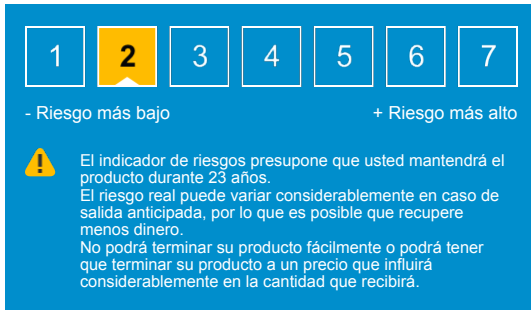 1 2 3 4 5 6 7
- Riesgo más bajo + Riesgo más alto
El indicador de riesgos presupone que usted mantendrá el
producto durante 23 años.
El riesgo real puede variar considerablemente en caso de
salida anticipada, por lo que es posible que recupere
menos dinero.
No podrá terminar su producto fácilmente o podrá tener
que terminar su producto a un precio que influirá
considerablemente en la cantidad que recibirá.